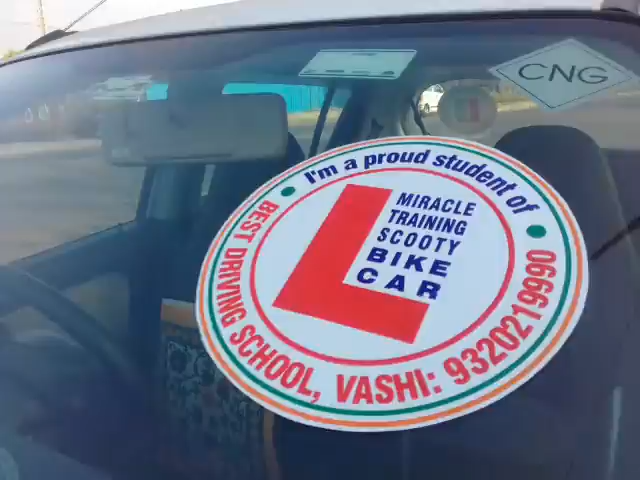 CNG
I'm a proud student of
MIRACLE
TRAINING
SCOOTY
BIKE
CAR
L
BEST DRIVING SCHOOL, VASHI: 9320219990